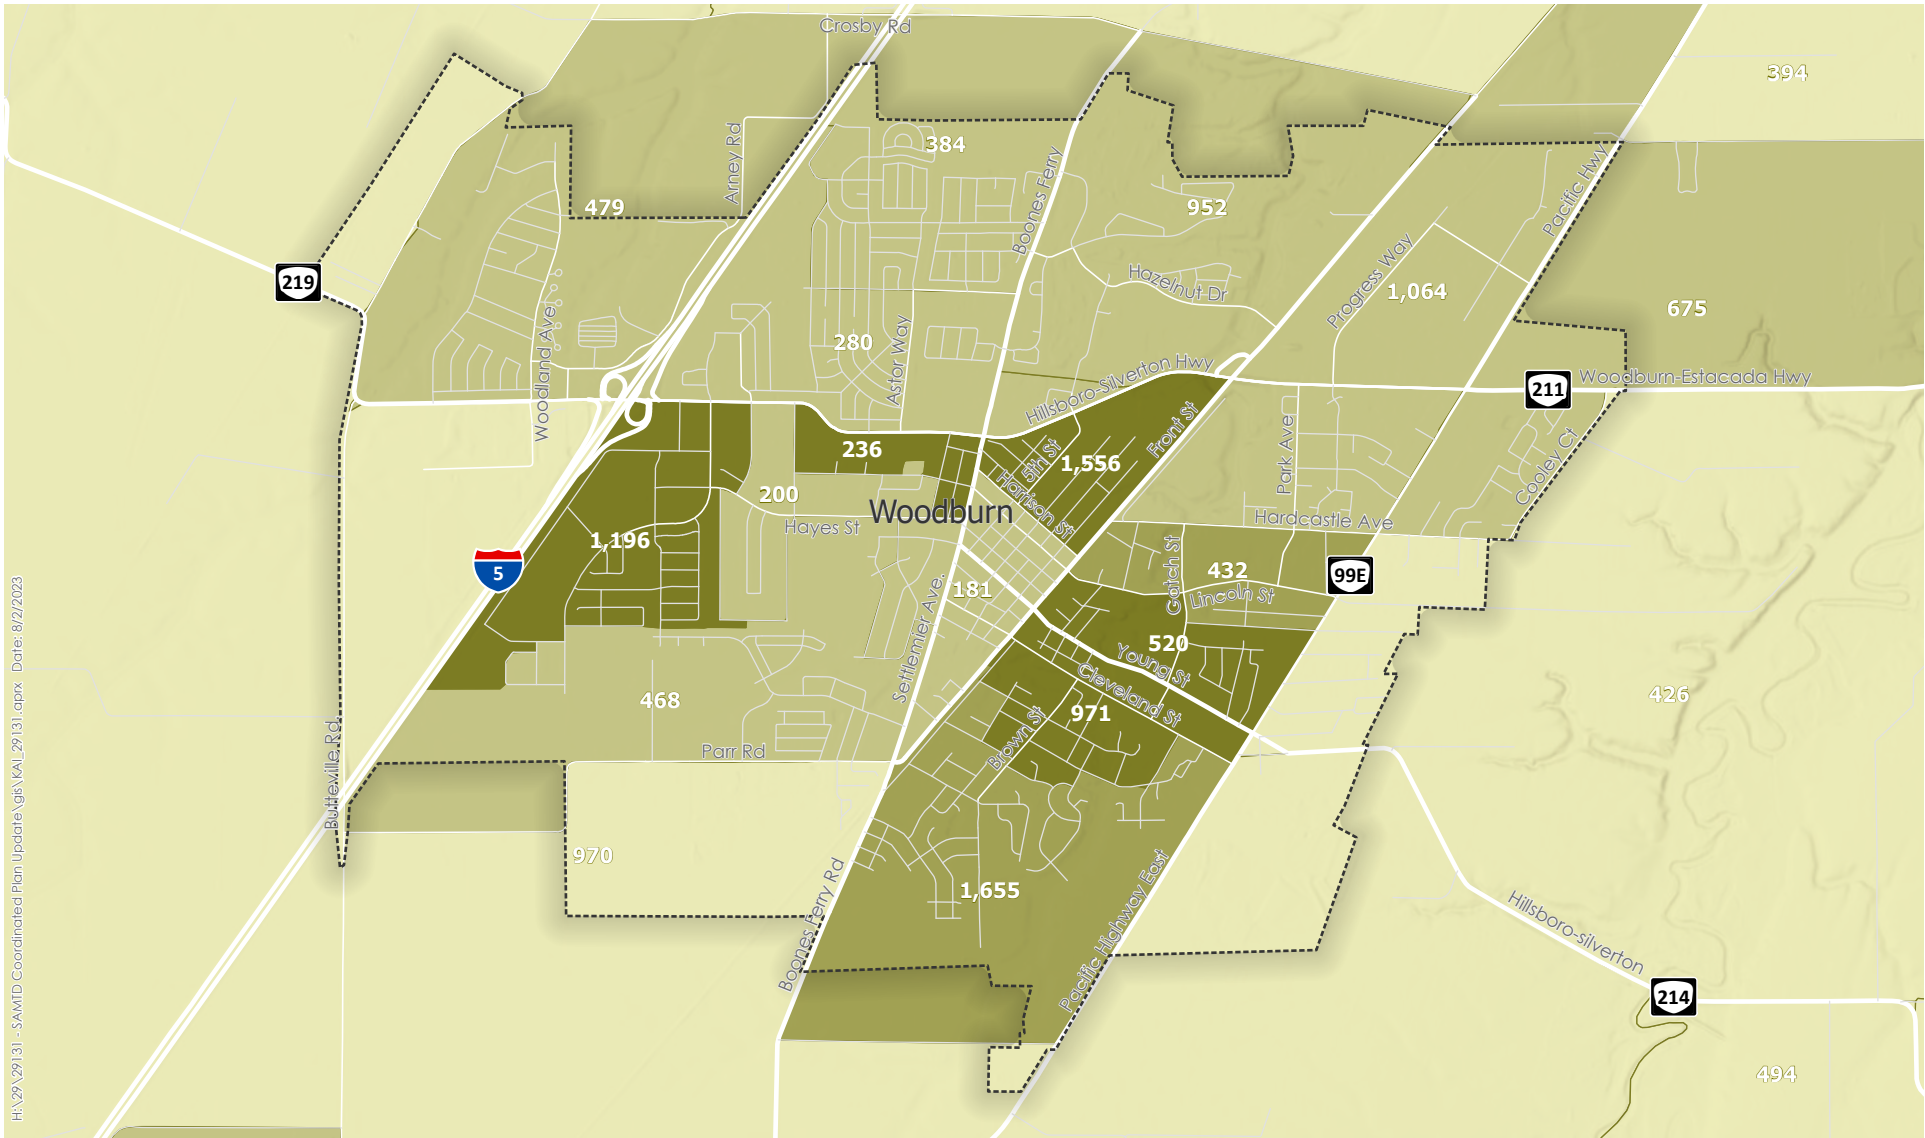 Crosby Rd
394
384
Arney Rd
Boones Ferry
Pacific Hwy
479
952
219
Hazelnut Dr
Progress Way
1,064
675
Woodland Ave
280
Astor Way
Hillsboro-Silverton Hwy
211
Woodburn-Estacada Hwy
236
5th St
1,556
Front St
Park Ave
Cooley Ct
200
Harrison St
Woodburn
Hayes St
Hardcastle Ave
1,196
5
Gatch St
432
99E
181
Lincoln St
Settlemier Ave.
520
Young St
Cleveland St
468
971
426
Brown St
Parr Rd
Butteville Rd
970
Boones Ferry Rd
1,655
Pacific Highway East
Hillsboro-silverton
214
494
H:\29\29131 - SAMTD Coordinated Plan Update\gis\KAI_29131.aprx Date: 8/2/2023